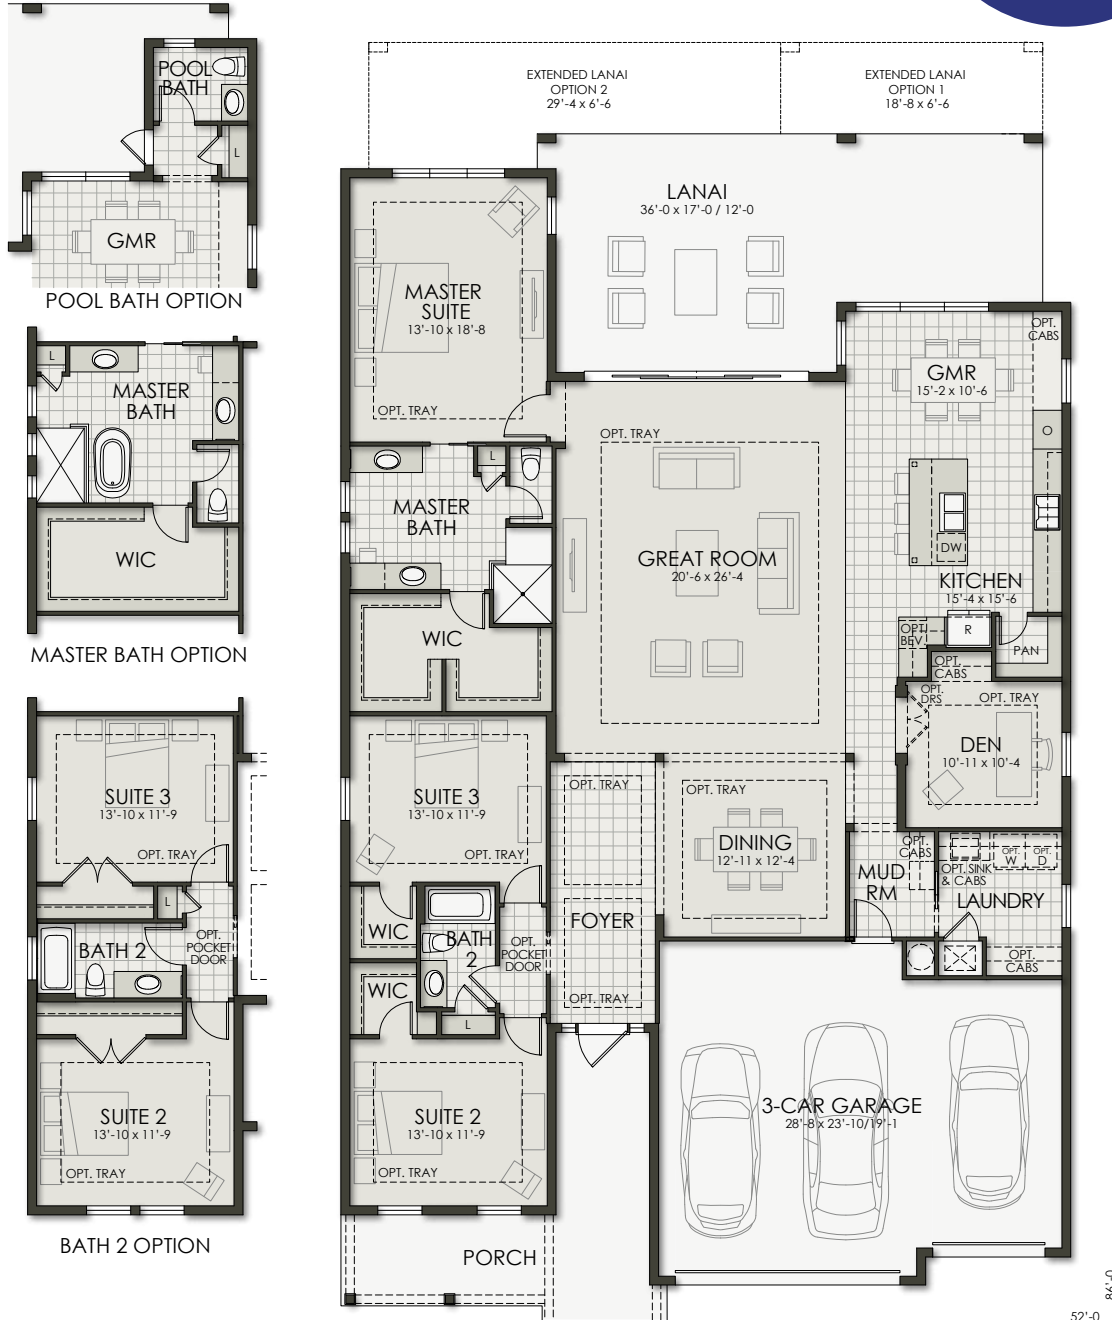 POOL
BATH
L
GMR
POOL BATH OPTION
L
MASTER
BATH
WIC
MASTER BATH OPTION
SUITE 3
13'-10 x 11'-9
OPT. TRAY
L
BATH 2
OPT.
POCKET
DOOR
SUITE 2
13'-10 x 11'-9
OPT. TRAY
BATH 2 OPTION
EXTENDED LANAI
OPTION 2
29'-4 x 6'-6
EXTENDED LANAI
OPTION 1
18'-8 x 6'-6
LANAI
36'-0 x 17'-0 / 12'-0
MASTER
SUITE
13'-10 x 18'-8
OPT. TRAY
OPT.
CABS
GMR
15'-2 x 10'-6
OPT. TRAY
L
MASTER
BATH
GREAT ROOM
20'-6 x 26'-4
DW
KITCHEN
15'-4 x 15'-6
WIC
OPT.
BEV
R
PAN
OPT.
CABS
OPT.
DRS
OPT. TRAY
DEN
10'-11 x 10'-4
SUITE 3
13'-10 x 11'-9
OPT. TRAY
OPT. TRAY
OPT. TRAY
DINING
12'-11 x 12'-4
OPT.
CABS
MUD
RM
OPT.
W
OPT.
D
OPT. SINK
& CABS
LAUNDRY
OPT.
CABS
WIC
BATH
2
OPT.
POCKET
DOOR
FOYER
WIC
OPT. TRAY
L
SUITE 2
13'-10 x 11'-9
OPT. TRAY
3-CAR GARAGE
28'-8 x 23'-10/19'-1
PORCH
86'-0
52'-0